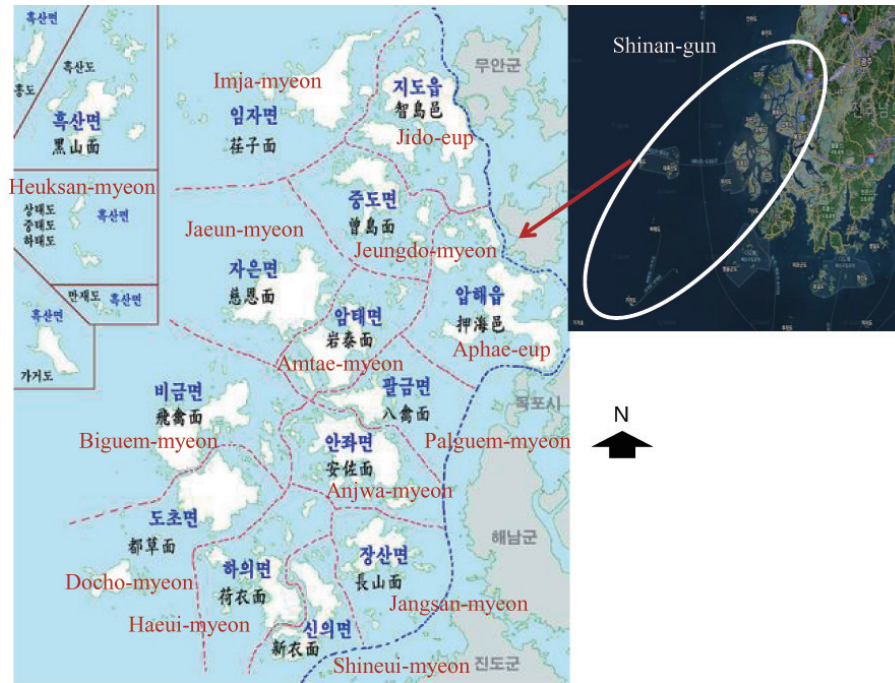 흑산면
흑산도
홍도
흑산면
黑山面
Heuksan-myeon
상태도
중태도
하태도
흑산면
만재도
흑산면
흑산면
가거도
Imja-myeon
임자면
荏子面
지도읍
智島邑
Jido-eup
무안군
증도면
曾島面
Jeungdo-myeon
Jaeun-myeon
자은면
慈恩面
암태면
岩泰面
Amtae-myeon
압해읍
押海邑
Aphae-eup
비금면
飛禽面
Biguem-myeon
팔금면
八禽面
Palguem-myeon
목포시
안좌면
安佐面
Anjwa-myeon
도초면
都草面
Docho-myeon
하의면
荷衣面
Haeui-myeon
장산면
長山面
Jangsan-myeon
해남군
신의면
新衣面
Shineui-myeon
진도군
Shinan-gun
N